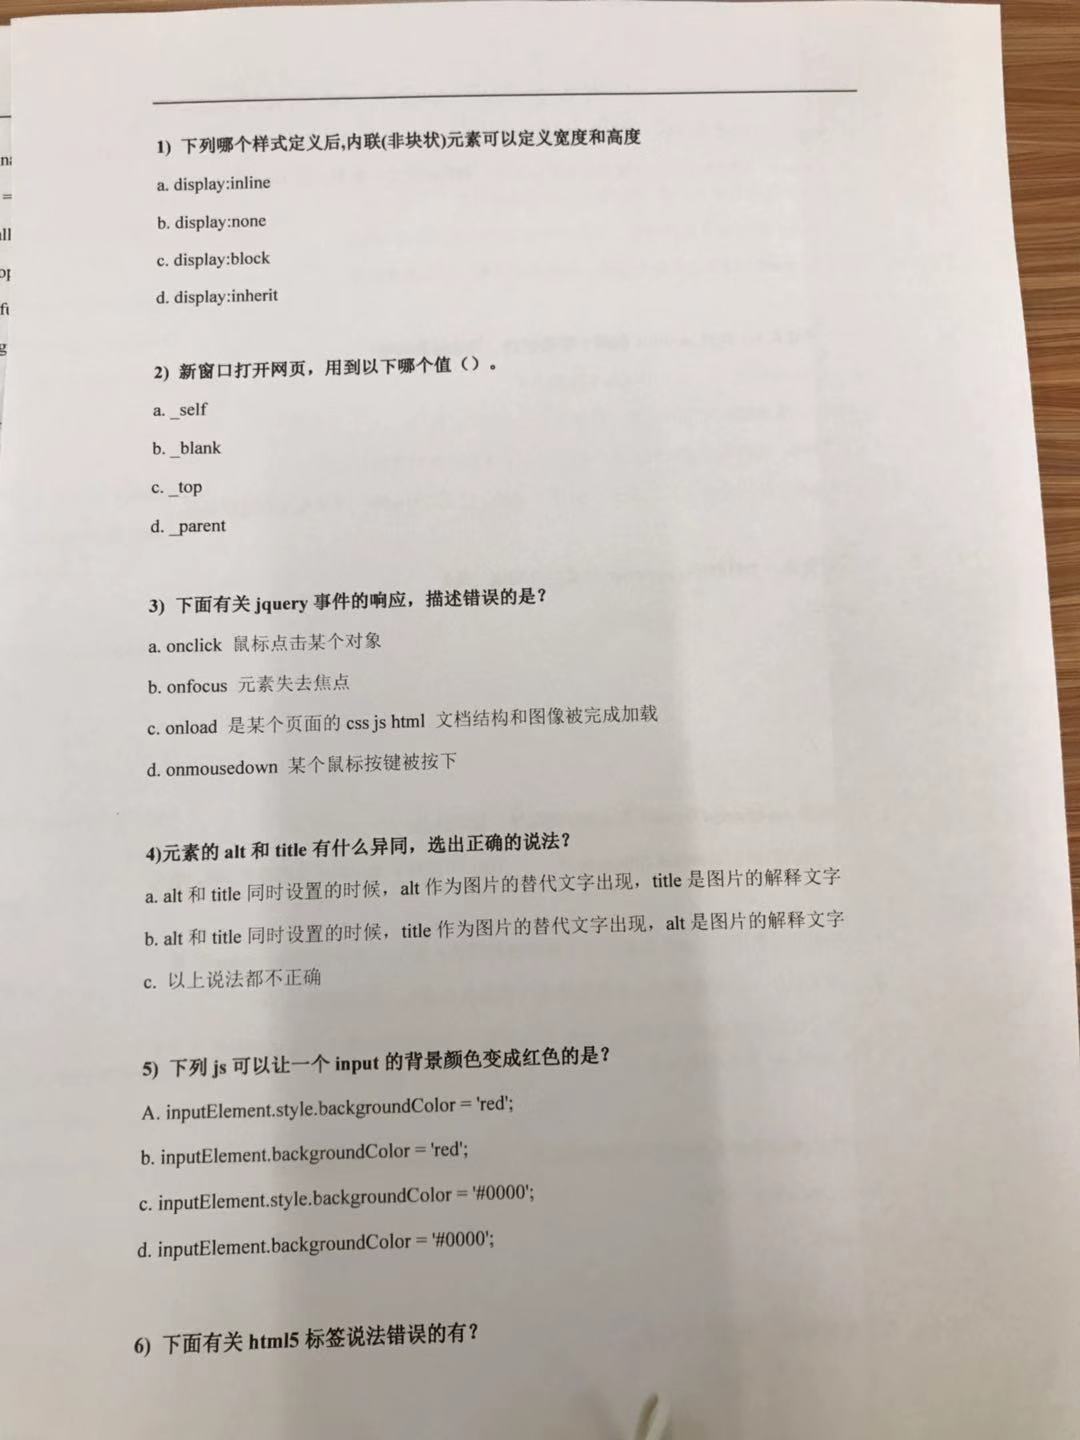 na
=
all
op
fu
g
1) 下列哪个样式定义后,内联(非块状)元素可以定义宽度和高度
a. display:inline
b. display:none
c. display:block
d. display:inherit
2) 新窗口打开网页，用到以下哪个值（）。
a. _self
b. _blank
c. _top
d. _parent
3) 下面有关 jquery 事件的响应，描述错误的是？
a. onclick 鼠标点击某个对象
b. onfocus 元素失去焦点
c. onload 是某个页面的 css js html 文档结构和图像被完成加载
d. onmousedown 某个鼠标按键被按下
4)元素的 alt 和 title 有什么异同，选出正确的说法？
a. alt 和 title 同时设置的时候，alt 作为图片的替代文字出现，title 是图片的解释文字
b. alt 和 title 同时设置的时候，title 作为图片的替代文字出现，alt 是图片的解释文字
c. 以上说法都不正确
5) 下列 js 可以让一个 input 的背景颜色变成红色的是？
A. inputElement.style.backgroundColor = 'red';
b. inputElement.backgroundColor = 'red';
c. inputElement.style.backgroundColor = '#0000';
d. inputElement.backgroundColor = '#0000';
6) 下面有关 html5 标签说法错误的有？